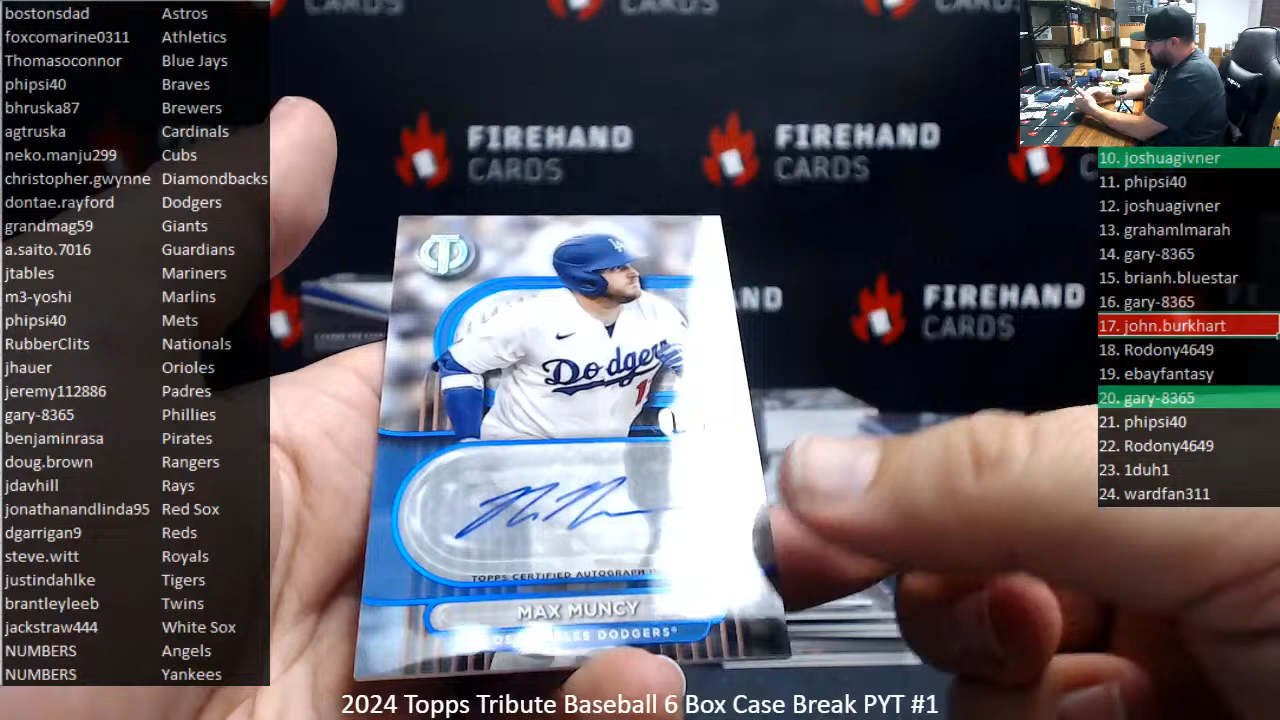 bostonsdad Astros
foxcomarine0311 Athletics
Thomasoconnor Blue Jays
phipsi40 Braves
bhruska87 Brewers
agtruska Cardinals
neko.manju299 Cubs
christopher.gwynne Diamondbacks
dontae.rayford Dodgers
grandmag59 Giants
a.saito.7016 Guardians
jtables Mariners
m3-yoshi Marlins
phipsi40 Mets
RubberClits Nationals
jhauer Orioles
jeremy112886 Padres
gary-8365 Phillies
benjaminrasa Pirates
doug.brown Rangers
jdavhill Rays
jonathanandlinda95 Red Sox
dgarrigan9 Reds
steve.witt Royals
justindahlke Tigers
brantleyleeb Twins
jackstraw444 White Sox
NUMBERS Angels
NUMBERS Yankees
CARDS
CARDS
FIREHAND
CARDS
FIREHAND
CARDS
FIREHAND
CARDS
Dodgers
TOPPS CERTIFIED AUTOGRAPH
MAX MUNCY
LOS ANGELES DODGERS®
10. joshuagivner
11. phipsi40
12. joshuagivner
13. grahamlmarah
14. gary-8365
15. brianh.bluestar
16. gary-8365
17. john.burkhart
18. Rodony4649
19. ebayfantasy
20. gary-8365
21. phipsi40
22. Rodony4649
23. 1duh1
24. wardfan311
2024 Topps Tribute Baseball 6 Box Case Break PYT #1